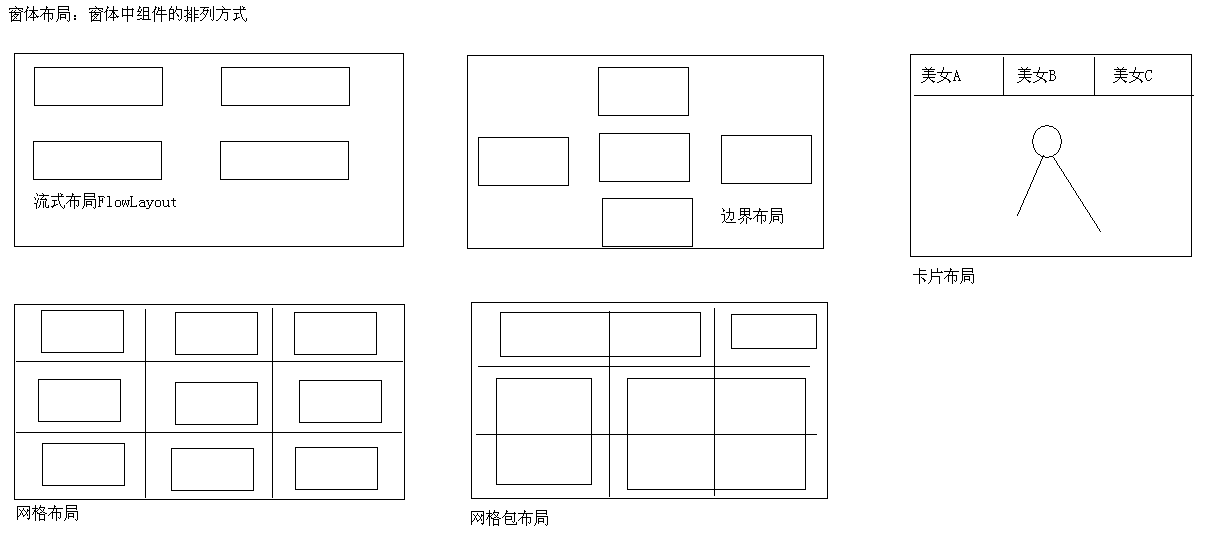 窗体布局：窗体中组件的排列方式
流式布局FlowLayout
边界布局
美女A
美女B
美女C
卡片布局
网格布局
网格包布局